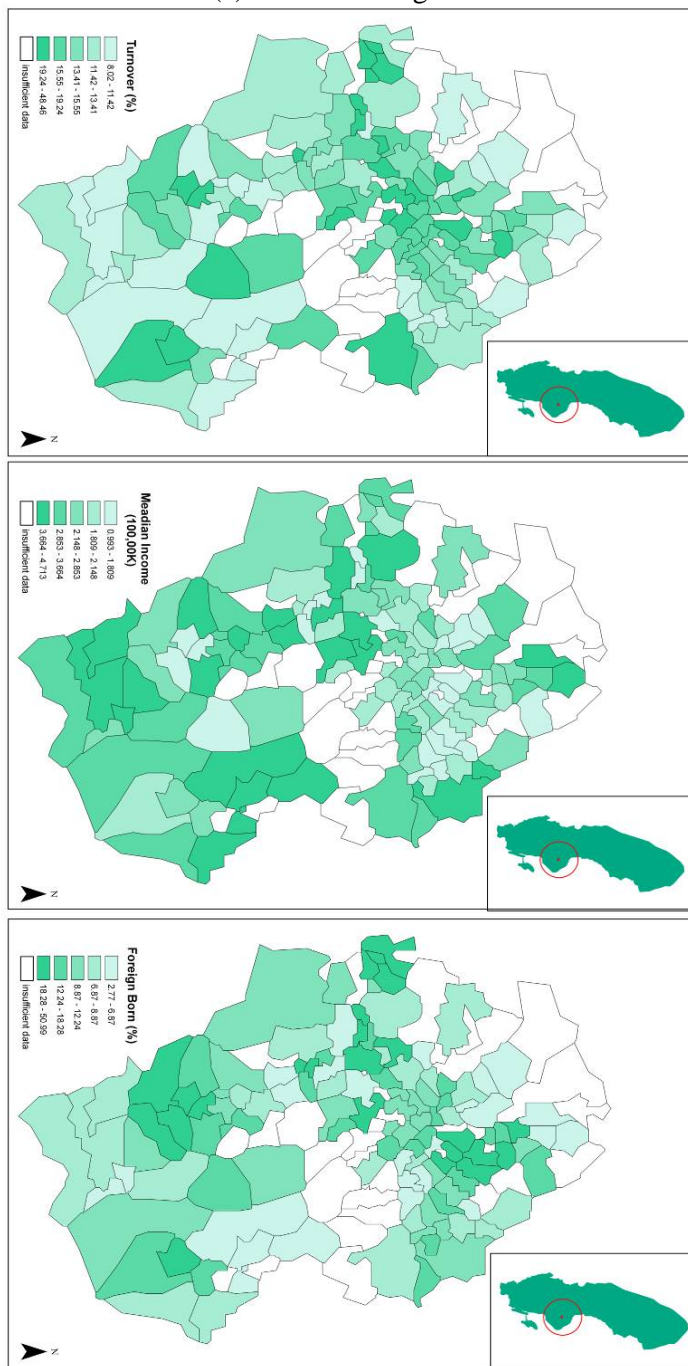 Turnover (%)
8.02 - 11.42
11.42 - 13.41
13.41 - 15.55
15.55 - 19.24
19.24 - 48.46
insufficient data
N
Meadian Income
(100,00K)
0.993 - 1.809
1.809 - 2.148
2.148 - 2.853
2.853 - 3.664
3.664 - 4.713
insufficient data
N
Foreign Born (%)
2.77 - 6.87
6.87 - 8.87
8.87 - 12.24
12.24 - 18.28
18.28 - 50.99
insufficient data
N